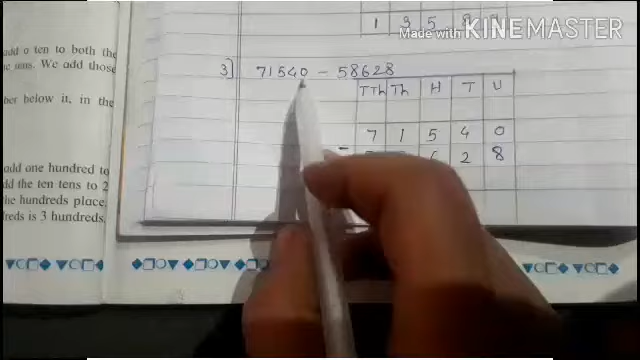 1 3 5
Made with KINEMASTER
add a ten to both the
We add those
3] 71540 - 58628
TTh Th H T U
ber below it, in the
7 1 5 4 0
- 6 2 8
add one hundred to
dd the ten tens to 2
he hundreds place,
reds is 3 hundreds.